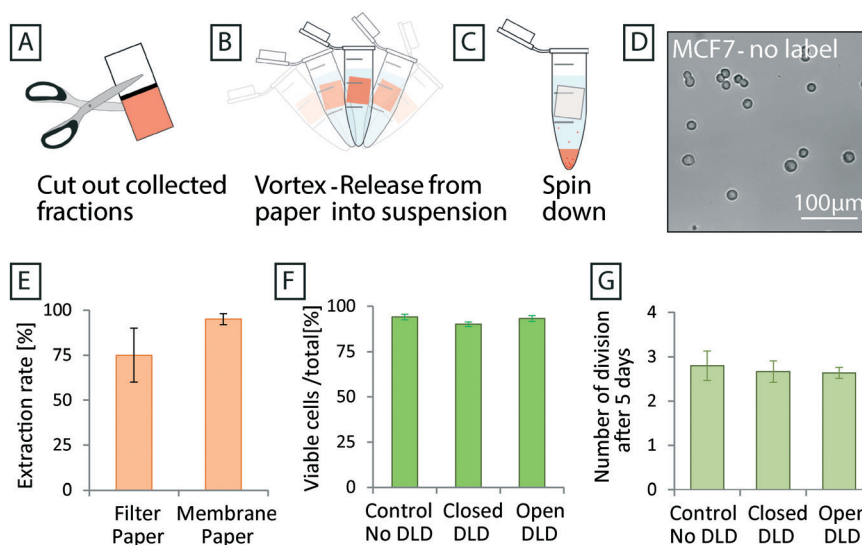 A
Cut out collected
fractions
B
Vortex - Release from
paper into suspension
C
Spin
down
D
MCF7 - no label
100µm
E
Extraction rate [%]
100
75
50
25
0
Filter
Paper
Membrane
Paper
F
Viable cells /total[%]
100
75
50
25
0
Control
No DLD
Closed
DLD
Open
DLD
G
Number of division
after 5 days
4
3
2
1
0
Control
No DLD
Closed
DLD
Open
DLD